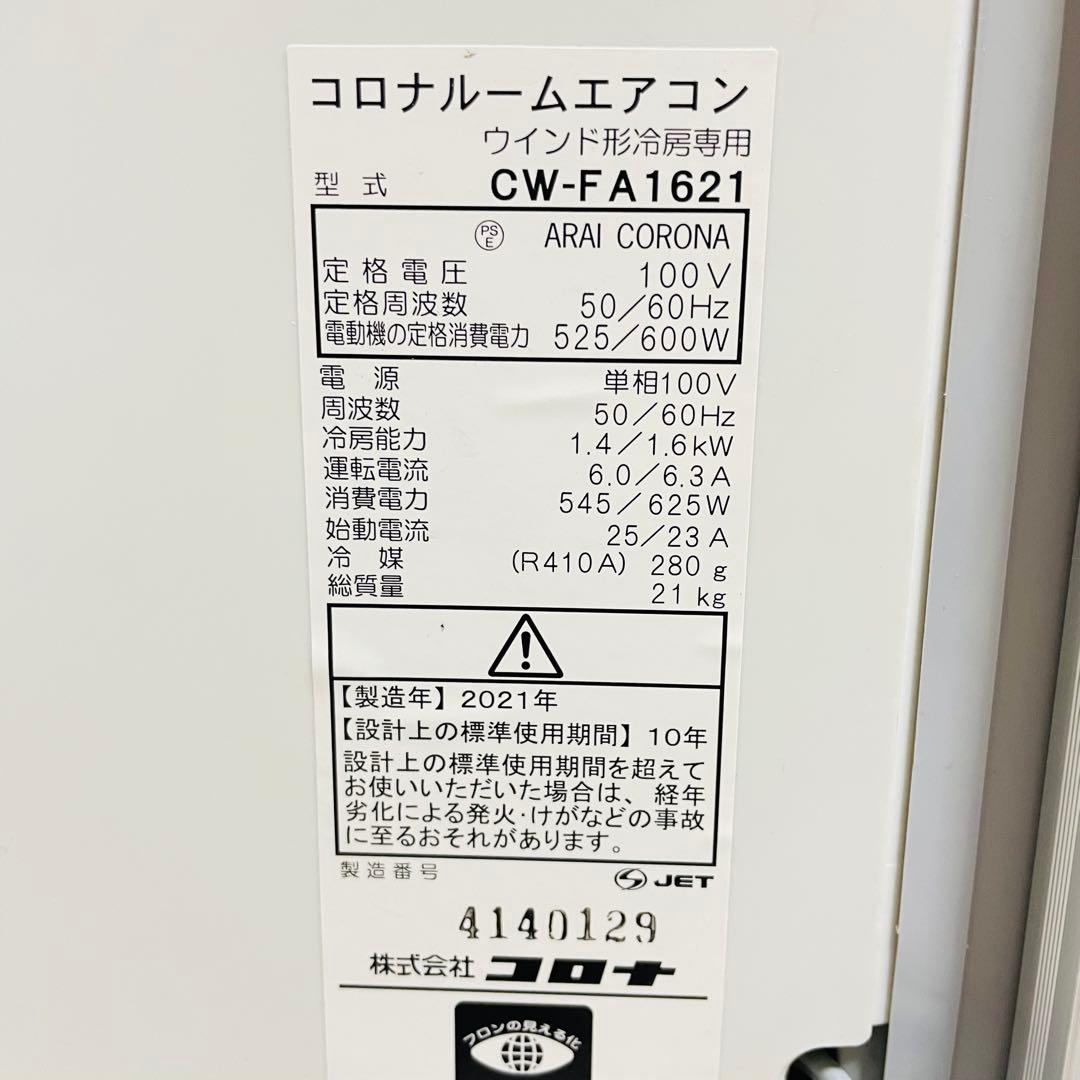 コロナルームエアコン
ウインド形冷房専用
型式 CW-FA1621
PS E ARAI CORONA
定格電圧 100V
定格周波数 50/60Hz
電動機の定格消費電力 525/600W
電源 単相100V
周波数 50/60Hz
冷房能力 1.4/1.6kW
運転電流 6.0/6.3A
消費電力 545/625W
始動電流 25/23A
冷媒 (R410A) 280g
総質量 21kg
【製造年】2021年
【設計上の標準使用期間】10年
設計上の標準使用期間を超えて
お使いいただいた場合は、経年
劣化による発火・けがなどの事故
に至るおそれがあります。
製造番号 JET
4140129
株式会社 コロナ
フロンの見える化